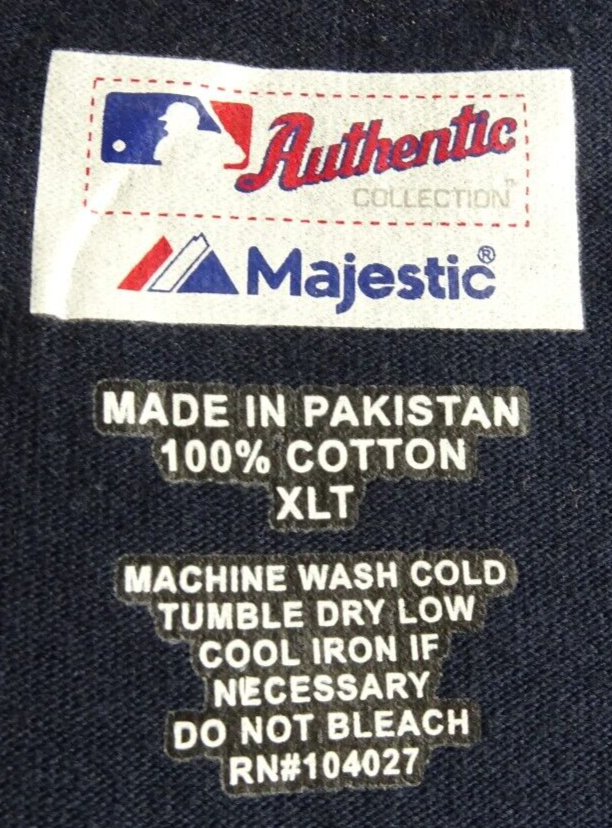 Authentic
COLLECTION™
Majestic®
MADE IN PAKISTAN
100% COTTON
XLT
MACHINE WASH COLD
TUMBLE DRY LOW
COOL IRON IF
NECESSARY
DO NOT BLEACH
RN#104027